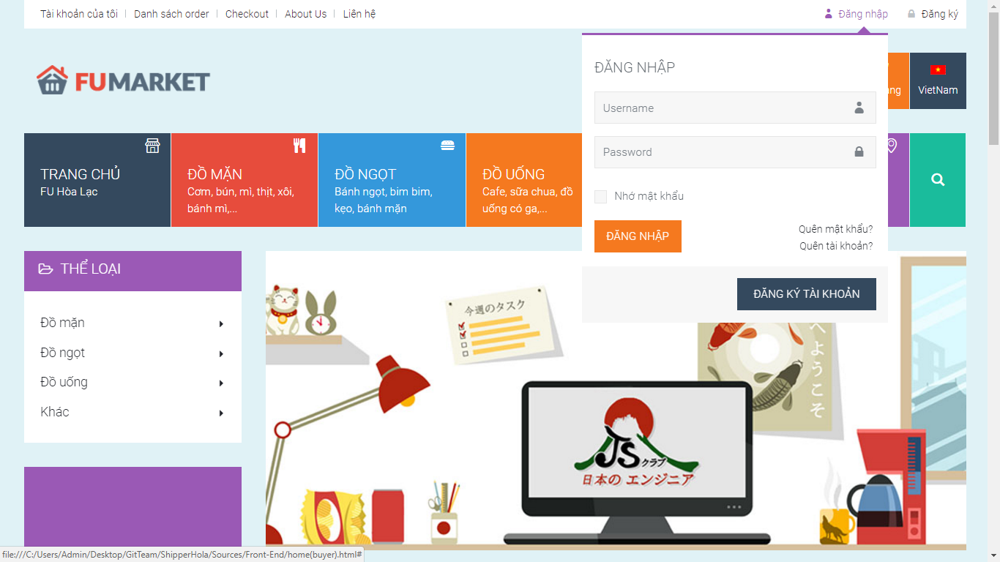 Tài khoản của tôi
Danh sách order
Checkout
About Us
Liên hệ
Đăng nhập
Đăng ký
FUMARKET
VietNam
ĐĂNG NHẬP
Username
Password
Nhớ mật khẩu
ĐĂNG NHẬP
Quên mật khẩu?
Quên tài khoản?
ĐĂNG KÝ TÀI KHOẢN
TRANG CHỦ
FU Hòa Lạc
ĐỒ MẶN
Cơm, bún, mì, thịt, xôi,
bánh mì,...
ĐỒ NGỌT
Bánh ngọt, bim bim,
kẹo, bánh mặn
ĐỒ UỐNG
Cafe, sữa chua, đồ
uống có ga,...
THỂ LOẠI
Đồ mặn
Đồ ngọt
Đồ uống
Khác
今週のタスク
へようこそ
JSクラブ
日本のエンジニア
file:///C:/Users/Admin/Desktop/GitTeam/ShipperHola/Sources/Front-End/home(buyer).html#